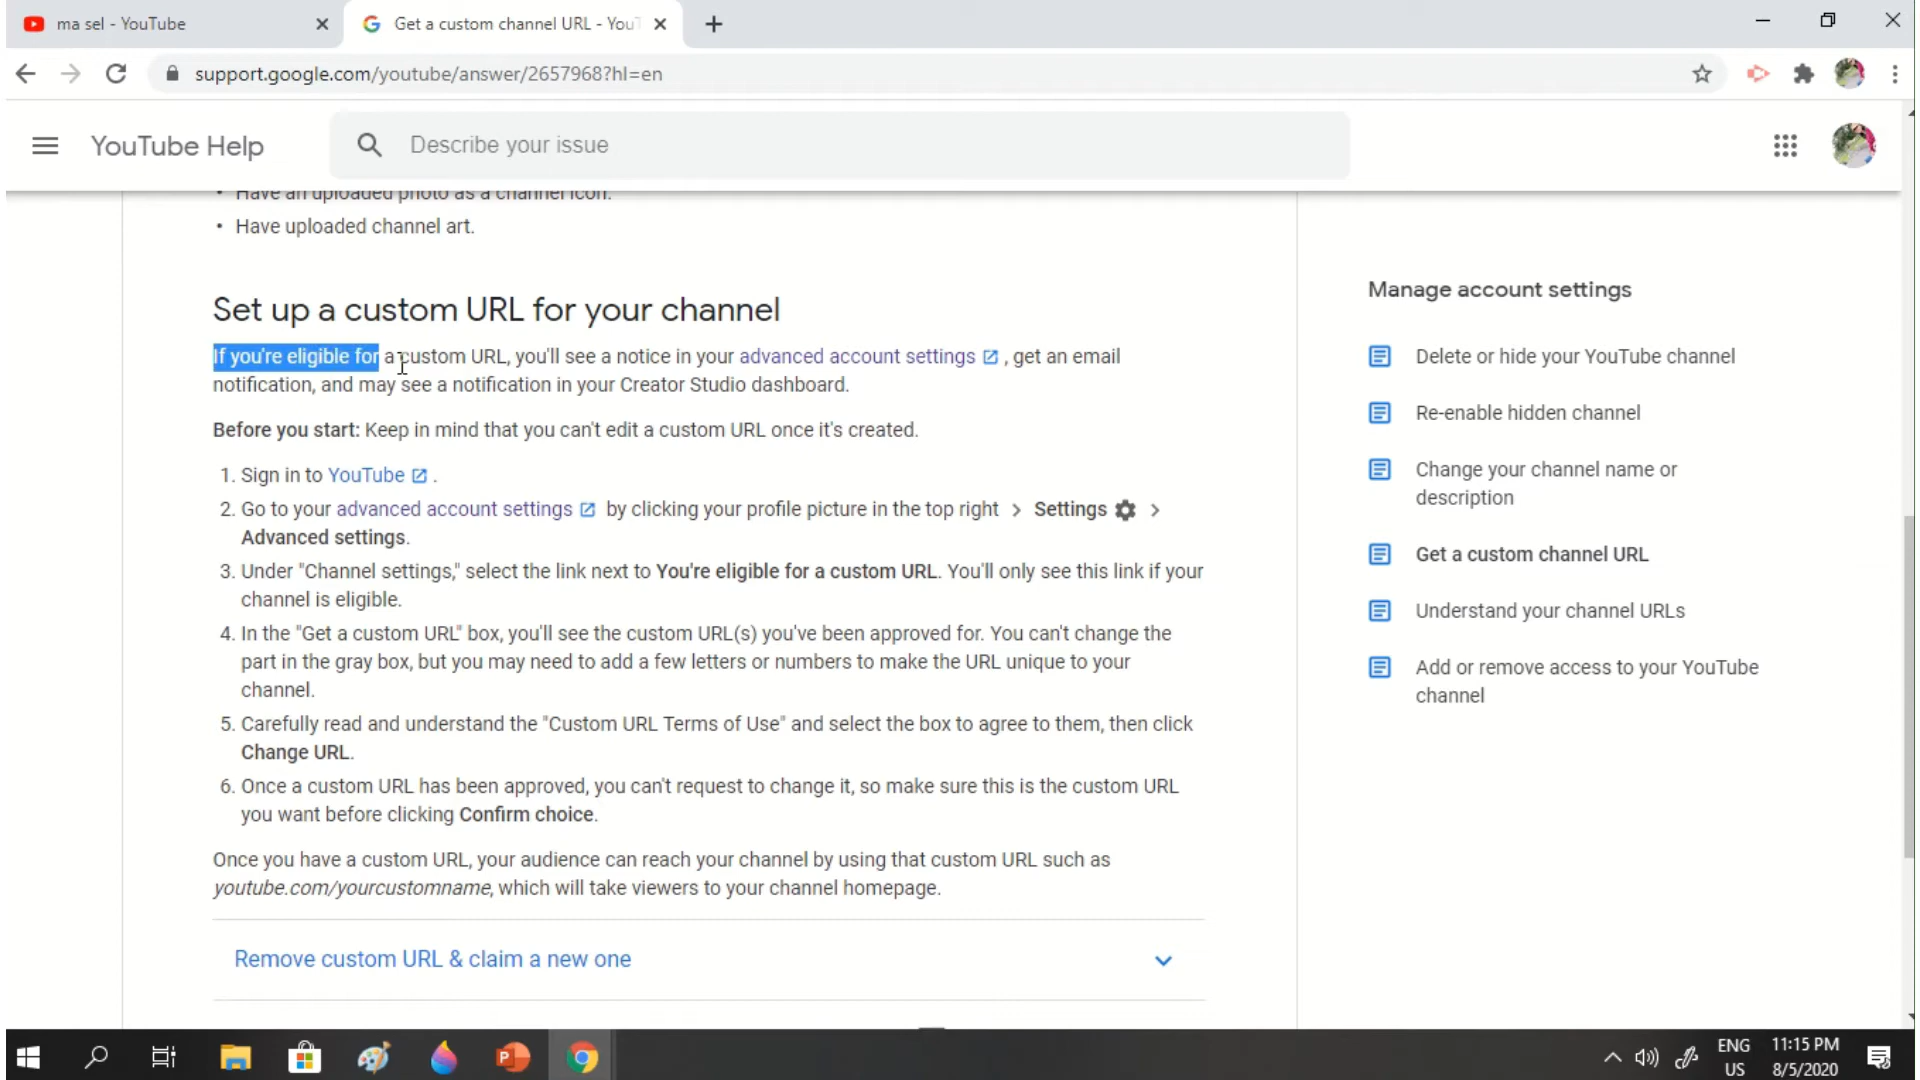 ma sel - YouTube
Get a custom channel URL - You
support.google.com/youtube/answer/2657968?hl=en
YouTube Help
Describe your issue
• Have an uploaded photo as a channel icon.
• Have uploaded channel art.
Set up a custom URL for your channel
If you're eligible for a custom URL, you'll see a notice in your advanced account settings , get an email
notification, and may see a notification in your Creator Studio dashboard.
Before you start: Keep in mind that you can't edit a custom URL once it's created.
1. Sign in to YouTube .
2. Go to your advanced account settings by clicking your profile picture in the top right > Settings >
Advanced settings.
3. Under "Channel settings," select the link next to You're eligible for a custom URL. You'll only see this link if your
channel is eligible.
4. In the "Get a custom URL" box, you'll see the custom URL(s) you've been approved for. You can't change the
part in the gray box, but you may need to add a few letters or numbers to make the URL unique to your
channel.
5. Carefully read and understand the "Custom URL Terms of Use" and select the box to agree to them, then click
Change URL.
6. Once a custom URL has been approved, you can't request to change it, so make sure this is the custom URL
you want before clicking Confirm choice.
Once you have a custom URL, your audience can reach your channel by using that custom URL such as
youtube.com/yourcustomname, which will take viewers to your channel homepage.
Remove custom URL & claim a new one
Manage account settings
Delete or hide your YouTube channel
Re-enable hidden channel
Change your channel name or
description
Get a custom channel URL
Understand your channel URLs
Add or remove access to your YouTube
channel
ENG
US
11:15 PM
8/5/2020